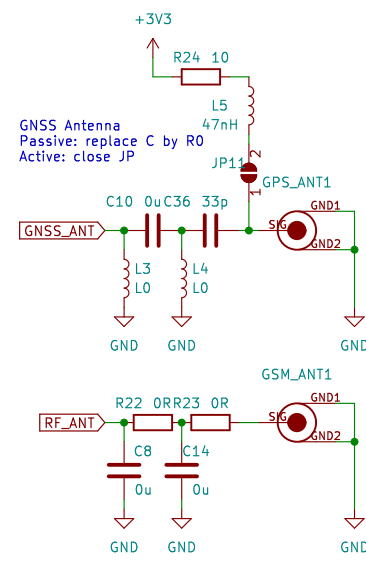 +3V3
R24 10
L5
47nH
GNSS Antenna
Passive: replace C by R0
Active: close JP
JP11
2
1
GPS_ANT1
C10 0u
C36 33p
GNSS_ANT
SIG
GND1
GND2
L3
L0
L4
L0
GND
GND
GND
GSM_ANT1
R22 0R
R23 0R
RF_ANT
SIG
GND1
GND2
C8
0u
C14
0u
GND
GND
GND